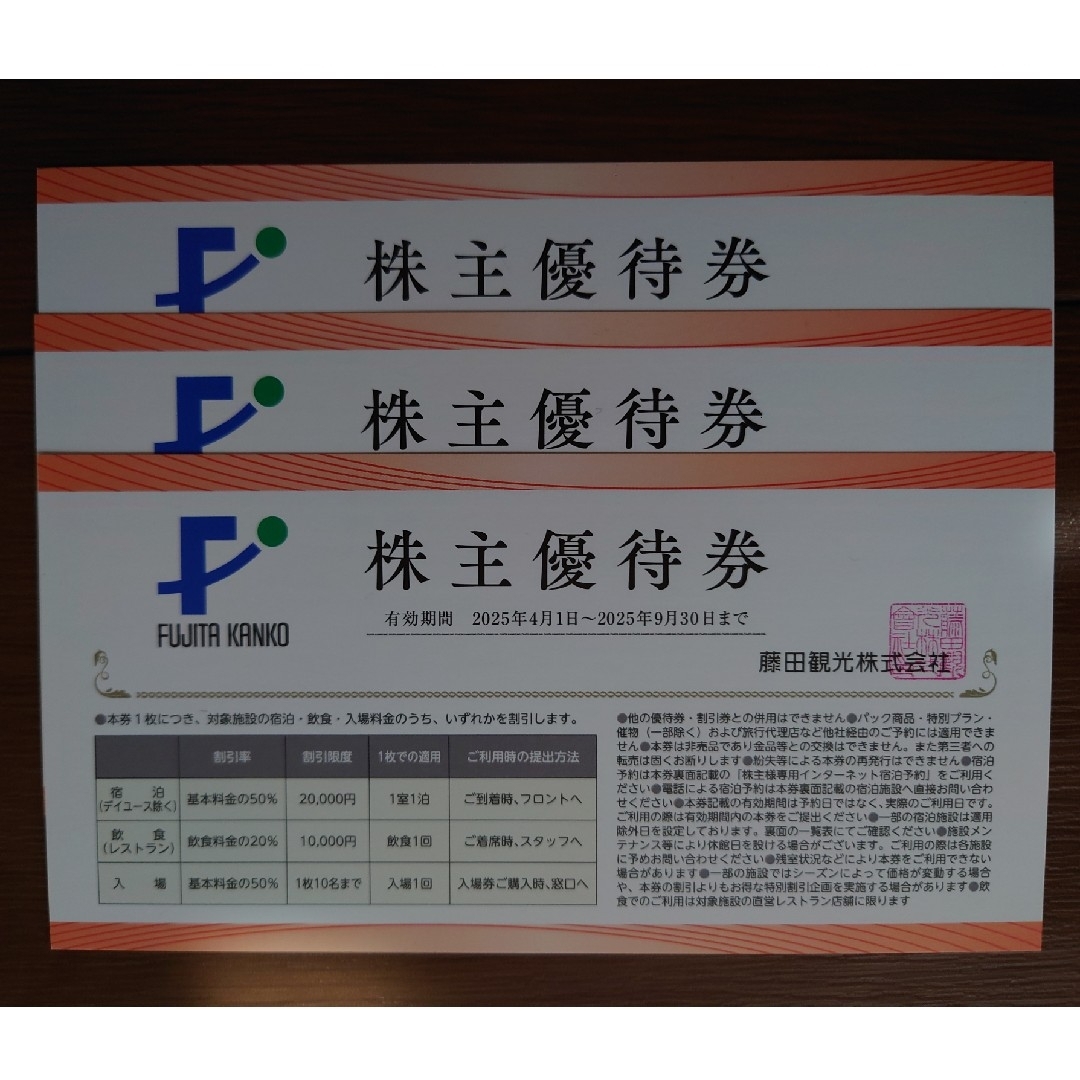 株主優待券
株主優待券
株主優待券
有効期間 2025年4月1日〜2025年9月30日まで
FUJITA KANKO
藤田観光株式会社
●本券1枚につき、対象施設の宿泊・飲食・入場料金のうち、いずれかを割引します。
割引率 割引限度 1枚での適用 ご利用時の提出方法
宿泊
(デイユース除く) 基本料金の50% 20,000円 1室1泊 ご到着時、フロントへ
飲食
(レストラン) 飲食料金の20% 10,000円 飲食1回 ご着席時、スタッフへ
入場 基本料金の50% 1枚10名まで 入場1回 入場券ご購入時、窓口へ
●他の優待券・割引券との併用はできません●パック商品・特別プラン・
催物（一部除く）および旅行代理店など他社経由のご予約には適用できま
せん●本券は非売品であり金品等との交換はできません。また第三者への
転売は固くお断りします●紛失等による本券の再発行はできません●宿泊
予約は本券裏面記載の「株主様専用インターネット宿泊予約」をご利用く
ださい●電話による宿泊予約は本券裏面記載の宿泊施設へ直接お問い合わ
せください●本券記載の有効期間は予約日ではなく、実際のご利用日です。
ご利用の際は有効期間内の本券をご提出ください●一部の宿泊施設は適用
除外日を設定しております。裏面の一覧表にてご確認ください●施設メン
テナンス等により休館日を設ける場合がございます。ご利用の際は各施設
に予めお問い合わせください●残室状況などにより本券をご利用できない
場合があります●一部の施設ではシーズンによって価格が変動する場合
や、本券の割引よりもお得な特別割引企画を実施する場合があります●飲
食でのご利用は対象施設の直営レストラン店舗に限ります